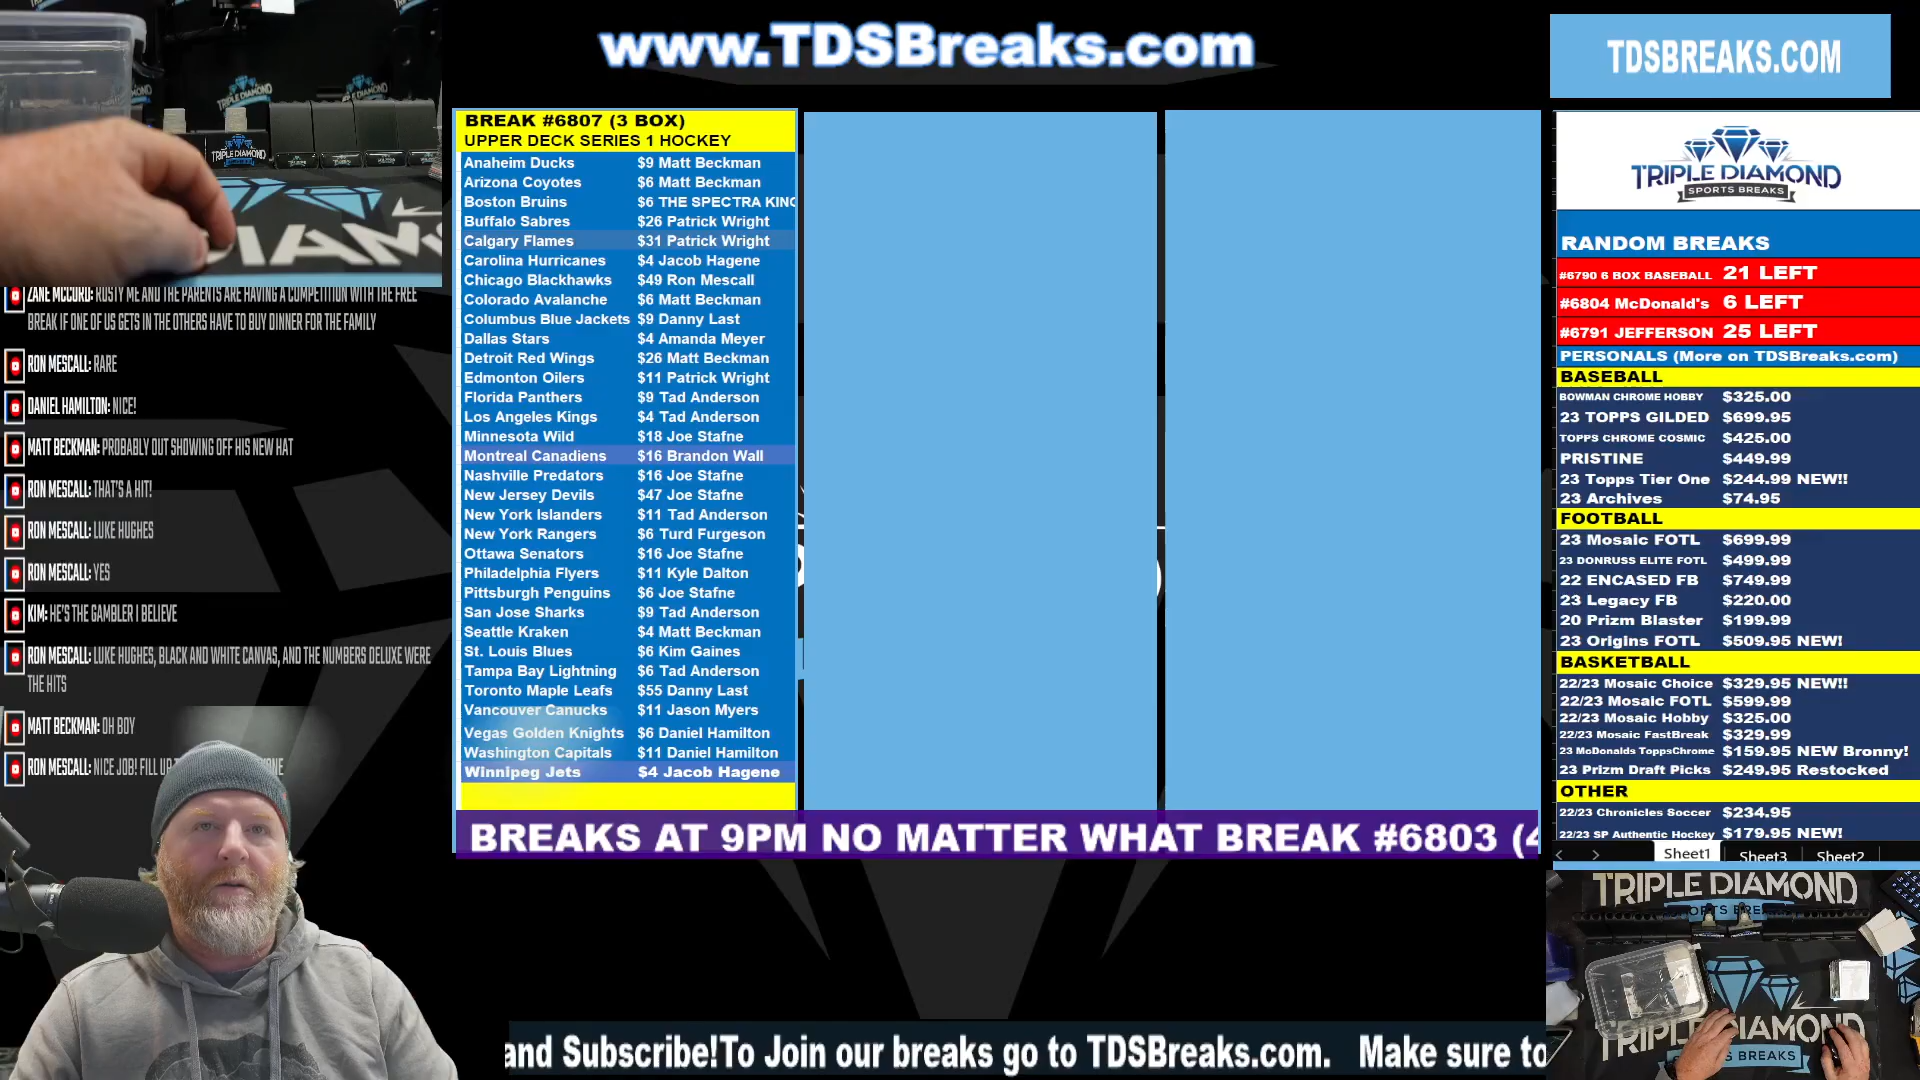 www.TDSBreaks.com
TDSBREAKS.COM
TRIPLE DIAMOND
TRIPLE DIAMOND
ZANE MCCORD: RUSTY ME AND THE PARENTS ARE HAVING A COMPETITION WITH THE FREE
BREAK IF ONE OF US GETS IN THE OTHERS HAVE TO BUY DINNER FOR THE FAMILY
RON MESCALL: RARE
DANIEL HAMILTON: NICE!
MATT BECKMAN: PROBABLY OUT SHOWING OFF HIS NEW HAT
RON MESCALL: THAT'S A HIT!
RON MESCALL: LUKE HUGHES
RON MESCALL: YES
KIM: HE'S THE GAMBLER I BELIEVE
RON MESCALL: LUKE HUGHES, BLACK AND WHITE CANVAS, AND THE NUMBERS DELUXE WERE
THE HITS
MATT BECKMAN: OH BOY
RON MESCALL: NICE JOB! FILL UP
BREAK #6807 (3 BOX)
UPPER DECK SERIES 1 HOCKEY
Anaheim Ducks $9 Matt Beckman
Arizona Coyotes $6 Matt Beckman
Boston Bruins $6 THE SPECTRA KING
Buffalo Sabres $26 Patrick Wright
Calgary Flames $31 Patrick Wright
Carolina Hurricanes $4 Jacob Hagene
Chicago Blackhawks $49 Ron Mescall
Colorado Avalanche $6 Matt Beckman
Columbus Blue Jackets $9 Danny Last
Dallas Stars $4 Amanda Meyer
Detroit Red Wings $26 Matt Beckman
Edmonton Oilers $11 Patrick Wright
Florida Panthers $9 Tad Anderson
Los Angeles Kings $4 Tad Anderson
Minnesota Wild $18 Joe Stafne
Montreal Canadiens $16 Brandon Wall
Nashville Predators $16 Joe Stafne
New Jersey Devils $47 Joe Stafne
New York Islanders $11 Tad Anderson
New York Rangers $6 Turd Furgeson
Ottawa Senators $16 Joe Stafne
Philadelphia Flyers $11 Kyle Dalton
Pittsburgh Penguins $6 Joe Stafne
San Jose Sharks $9 Tad Anderson
Seattle Kraken $4 Matt Beckman
St. Louis Blues $6 Kim Gaines
Tampa Bay Lightning $6 Tad Anderson
Toronto Maple Leafs $55 Danny Last
Vancouver Canucks $11 Jason Myers
Vegas Golden Knights $6 Daniel Hamilton
Washington Capitals $11 Daniel Hamilton
Winnipeg Jets $4 Jacob Hagene
BREAKS AT 9PM NO MATTER WHAT BREAK #6803 (4
and Subscribe!To Join our breaks go to TDSBreaks.com. Make sure to
TRIPLE DIAMOND
SPORTS BREAKS
RANDOM BREAKS
#6790 6 BOX BASEBALL 21 LEFT
#6804 McDonald's 6 LEFT
#6791 JEFFERSON 25 LEFT
PERSONALS (More on TDSBreaks.com)
BASEBALL
BOWMAN CHROME HOBBY $325.00
23 TOPPS GILDED $699.95
TOPPS CHROME COSMIC $425.00
PRISTINE $449.99
23 Topps Tier One $244.99 NEW!!
23 Archives $74.95
FOOTBALL
23 Mosaic FOTL $699.99
23 DONRUSS ELITE FOTL $499.99
22 ENCASED FB $749.99
23 Legacy FB $220.00
20 Prizm Blaster $199.99
23 Origins FOTL $509.95 NEW!
BASKETBALL
22/23 Mosaic Choice $329.95 NEW!!
22/23 Mosaic FOTL $599.99
22/23 Mosaic Hobby $325.00
22/23 Mosaic FastBreak $329.99
23 McDonalds ToppsChrome $159.95 NEW Bronny!
23 Prizm Draft Picks $249.95 Restocked
OTHER
22/23 Chronicles Soccer $234.95
22/23 SP Authentic Hockey $179.95 NEW!
Sheet1 Sheet3 Sheet2
TRIPLE DIAMOND
SPORTS BREAKS
TRIPLE DIAMOND
BREAKS